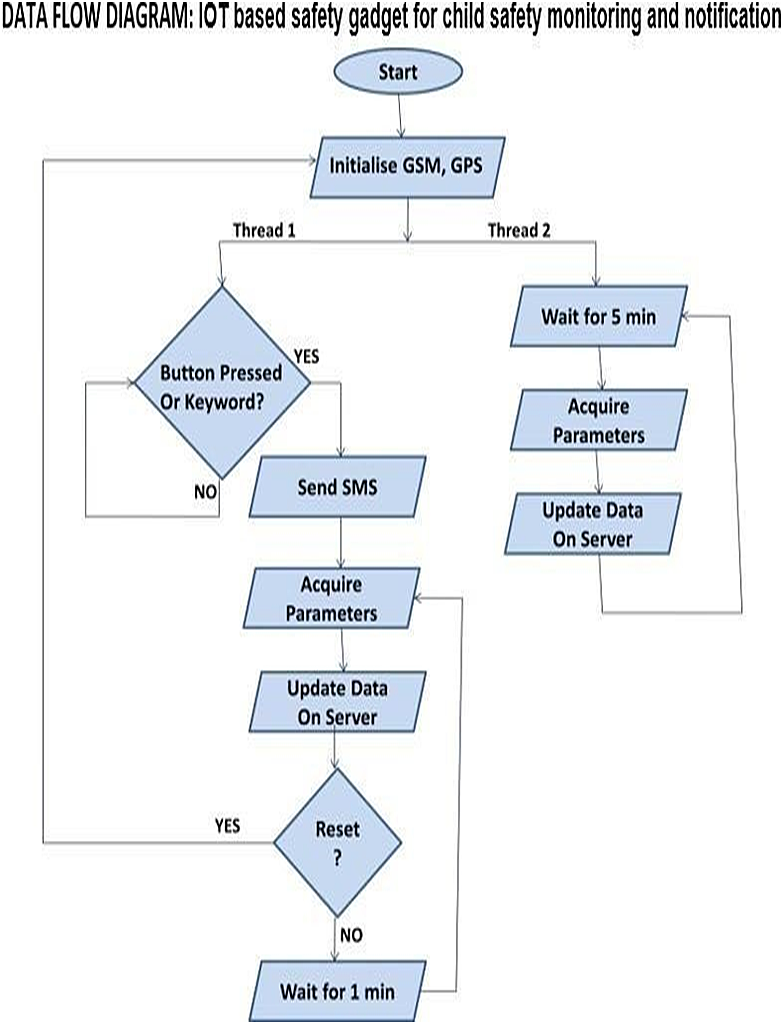 DATA FLOW DIAGRAM: IOT based safety gadget for child safety monitoring and notification
Start
Initialise GSM, GPS
Thread 1
Thread 2
Button Pressed
Or Keyword?
YES
NO
Send SMS
Acquire
Parameters
Update Data
On Server
Reset
?
YES
NO
Wait for 1 min
Wait for 5 min
Acquire
Parameters
Update Data
On Server